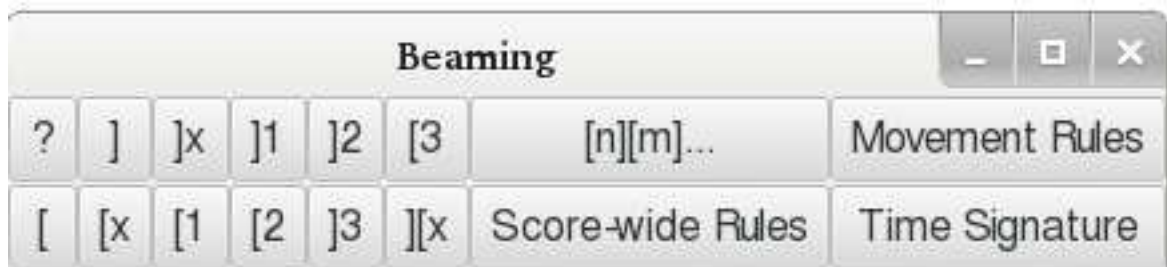 Beaming
? ] ]x ]1 ]2 [3 [n][m]... Movement Rules
[ [x [1 [2 ]3 ][x Score-wide Rules Time Signature